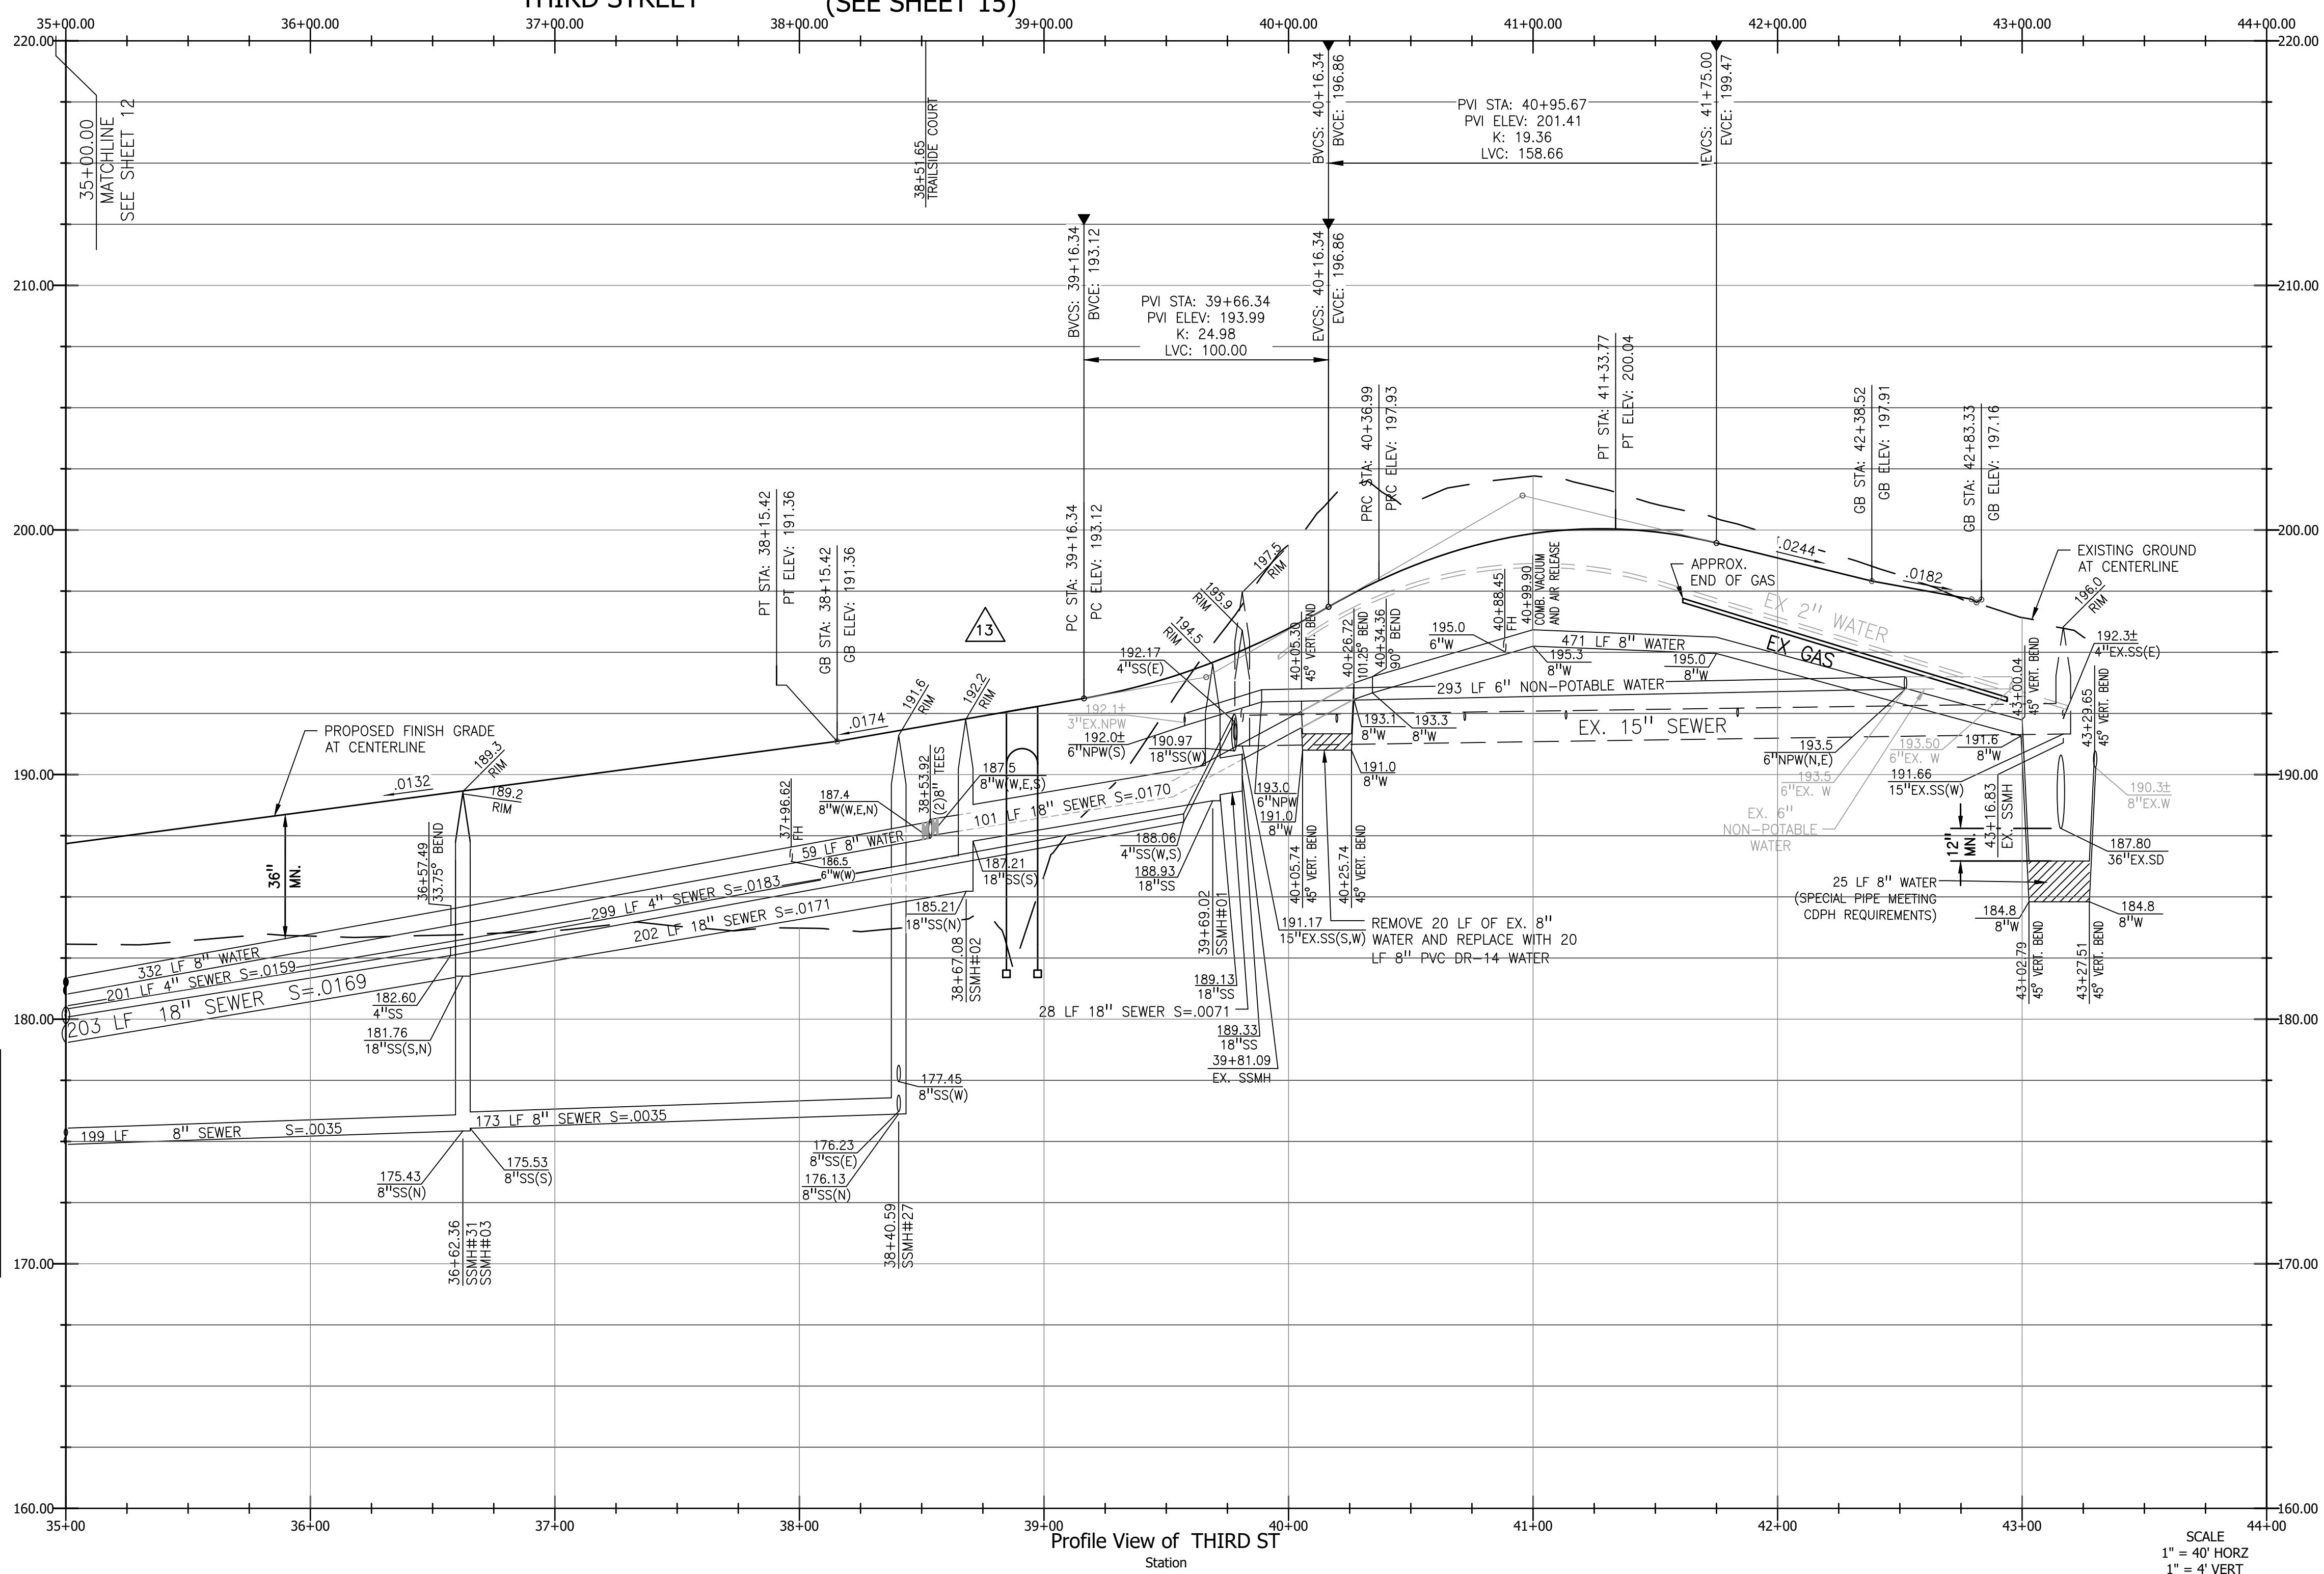 THIRD STREET
(SEE SHEET 15)
35+00.00
36+00.00
37+00.00
38+00.00
39+00.00
40+00.00
41+00.00
42+00.00
43+00.00
44+00.00
220.00
220.00
210.00
210.00
200.00
200.00
190.00
190.00
180.00
180.00
170.00
170.00
160.00
160.00
35+00.00
MATCHLINE
SEE SHEET 12
38+51.65
TRAILSIDE COURT
BVCS: 40+16.34
BVCE: 196.86
PVI STA: 40+95.67
PVI ELEV: 201.41
K: 19.36
LVC: 158.66
EVCS: 41+75.00
EVCE: 199.47
BVCS: 39+16.34
BVCE: 193.12
PVI STA: 39+66.34
PVI ELEV: 193.99
K: 24.98
LVC: 100.00
EVCS: 40+16.34
EVCE: 196.86
PRC STA: 40+36.99
PRC ELEV: 197.93
PT STA: 41+33.77
PT ELEV: 200.04
GB STA: 42+38.52
GB ELEV: 197.91
GB STA: 42+83.33
GB ELEV: 197.16
PT STA: 38+15.42
PT ELEV: 191.36
GB STA: 38+15.42
GB ELEV: 191.36
PC STA: 39+16.34
PC ELEV: 193.12
13
PROPOSED FINISH GRADE
AT CENTERLINE
.0132
189.3
RIM
189.2
RIM
.0174
191.6
RIM
192.2
RIM
194.5
RIM
195.9
RIM
197.5
RIM
192.17
4"SS(E)
192.1±
3"EX.NPW
192.0±
6"NPW(S)
190.97
18"SS(W)
40+05.30
45° VERT. BEND
40+26.72
101.25° BEND
40+34.36
90° BEND
195.0
6"W
40+88.45
FH
40+99.90
COMB. VACUUM
AND AIR RELEASE
195.3
8"W
471 LF 8" WATER
195.0
8"W
APPROX.
END OF GAS
EX 2" WATER
EX GAS
.0244
.0182
EXISTING GROUND
AT CENTERLINE
196.0
RIM
192.3±
4"EX.SS(E)
293 LF 6" NON-POTABLE WATER
193.1
8"W
193.3
8"W
EX. 15" SEWER
191.0
8"W
193.0
6"NPW
191.0
8"W
193.5
6"NPW(N,E)
193.5
6"EX. W
193.50
6"EX. W
191.6
8"W
191.66
15"EX.SS(W)
EX. 6"
NON-POTABLE
WATER
43+00.04
45° VERT. BEND
43+29.65
45° VERT. BEND
43+16.83
EX. SSMH
190.3±
8"EX.W
12"
MN.
187.80
36"EX.SD
25 LF 8" WATER
(SPECIAL PIPE MEETING
CDPH REQUIREMENTS)
184.8
8"W
184.8
8"W
43+02.79
45° VERT. BEND
43+27.51
45° VERT. BEND
36"
MN.
36+57.49
33.75° BEND
37+96.62
FH
187.4
8"W(W,E,N)
38+53.92
(2)8" TEES
187.5
8"W(W,E,S)
101 LF 18" SEWER S=.0170
59 LF 8" WATER
186.5
6"W(W)
187.21
18"SS(S)
188.06
4"SS(W,S)
188.93
18"SS
299 LF 4" SEWER S=.0183
202 LF 18" SEWER S=.0171
185.21
18"SS(N)
38+67.08
SSMH#02
39+69.02
SSMH#01
189.13
18"SS
28 LF 18" SEWER S=.0071
189.33
18"SS
39+81.09
EX. SSMH
191.17
15"EX.SS(S,W)
40+05.74
45° VERT. BEND
40+25.74
45° VERT. BEND
REMOVE 20 LF OF EX. 8"
WATER AND REPLACE WITH 20
LF 8" PVC DR-14 WATER
332 LF 8" WATER
201 LF 4" SEWER S=.0159
203 LF 18" SEWER S=.0169
182.60
4"SS
181.76
18"SS(S,N)
177.45
8"SS(W)
199 LF 8" SEWER S=.0035
173 LF 8" SEWER S=.0035
175.43
8"SS(N)
175.53
8"SS(S)
176.23
8"SS(E)
176.13
8"SS(N)
36+62.36
SSMH#31
SSMH#03
38+40.59
SSMH#27
35+00
36+00
37+00
38+00
39+00
40+00
41+00
42+00
43+00
44+00
Profile View of THIRD ST
Station
SCALE
1" = 40' HORZ
1" = 4' VERT